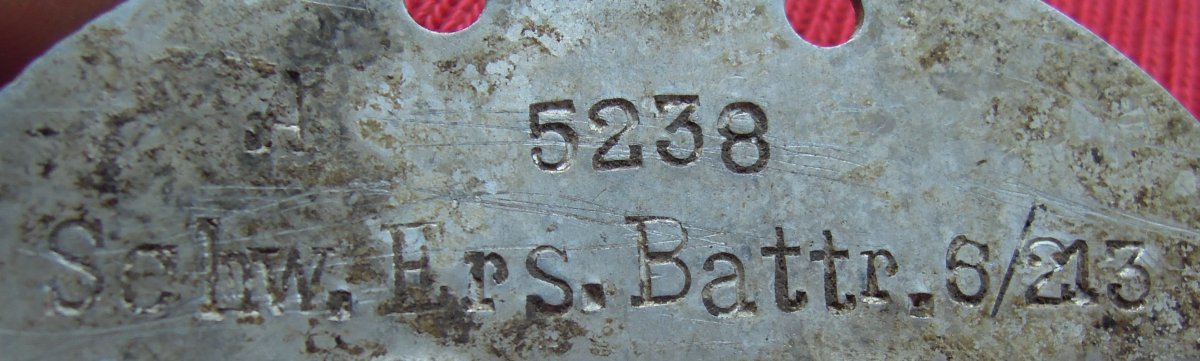 5238
Schw. Ers. Battr. 6/213